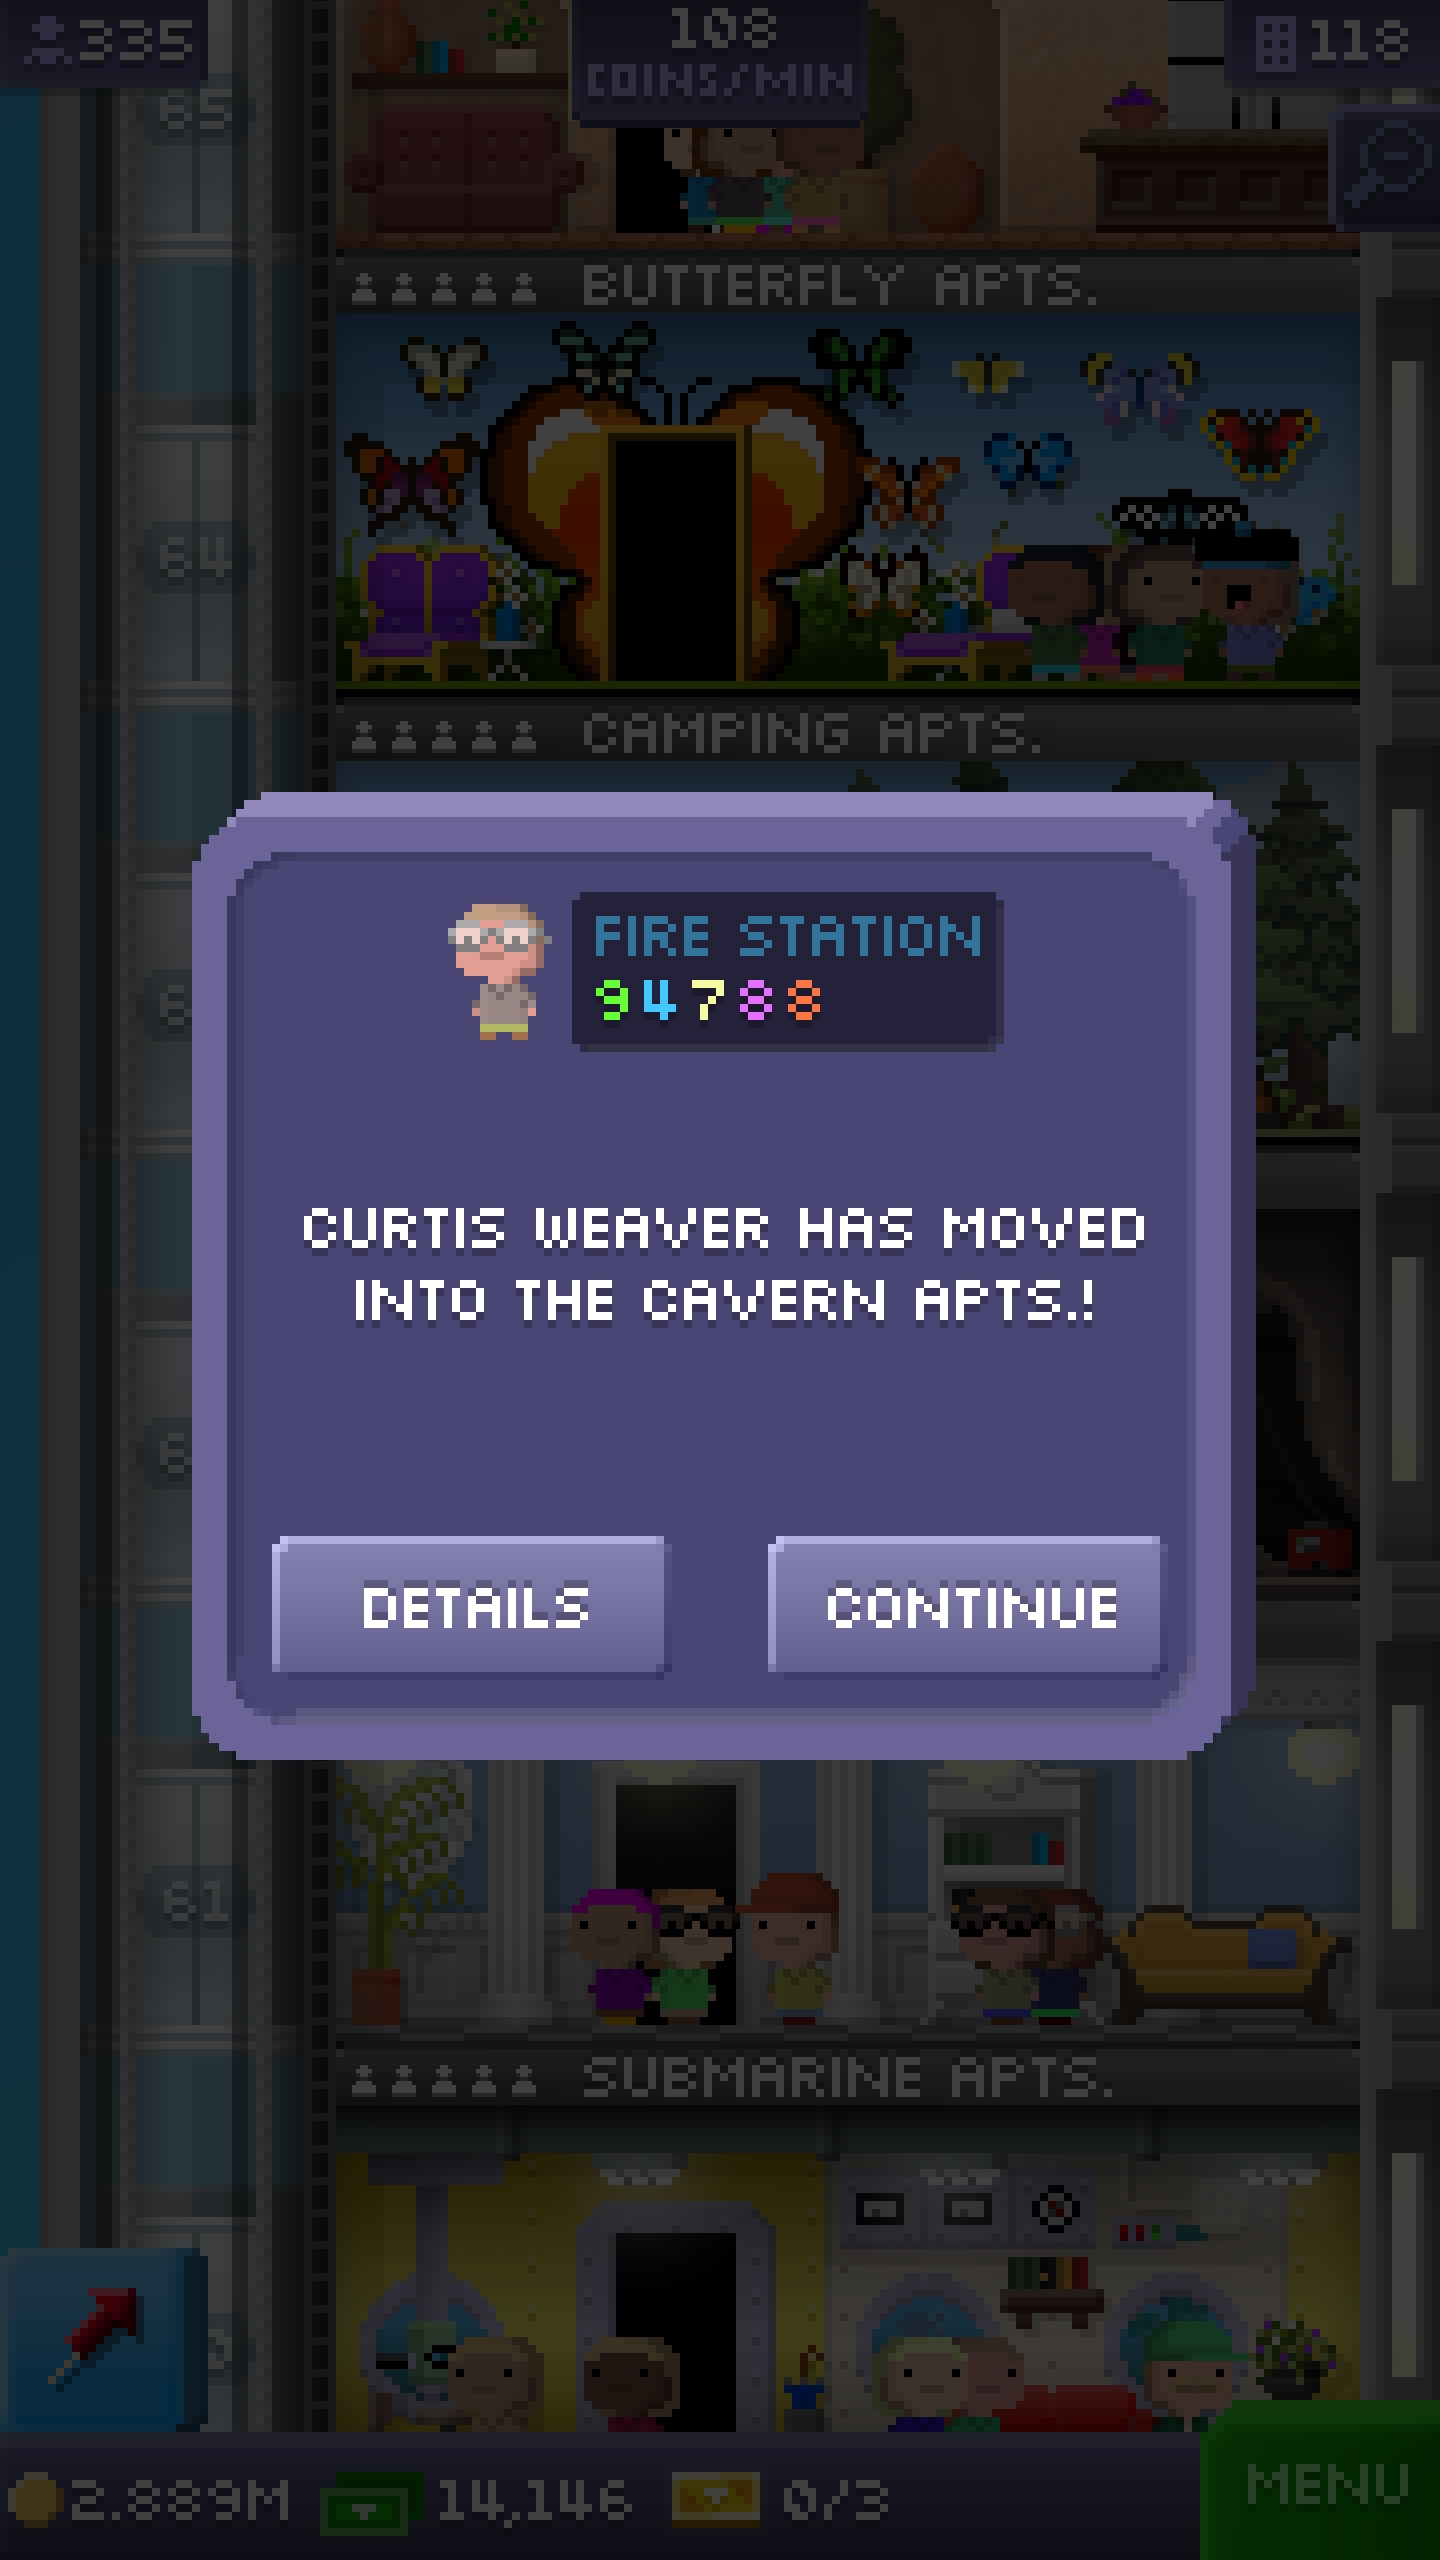 335
108
COINS/MIN
118
65
BUTTERFLY APTS.
64
CAMPING APTS.
FIRE STATION
94788
CURTIS WEAVER HAS MOVED
INTO THE CAVERN APTS.!
DETAILS
CONTINUE
61
SUBMARINE APTS.
2.889M
14,146
0/3
MENU